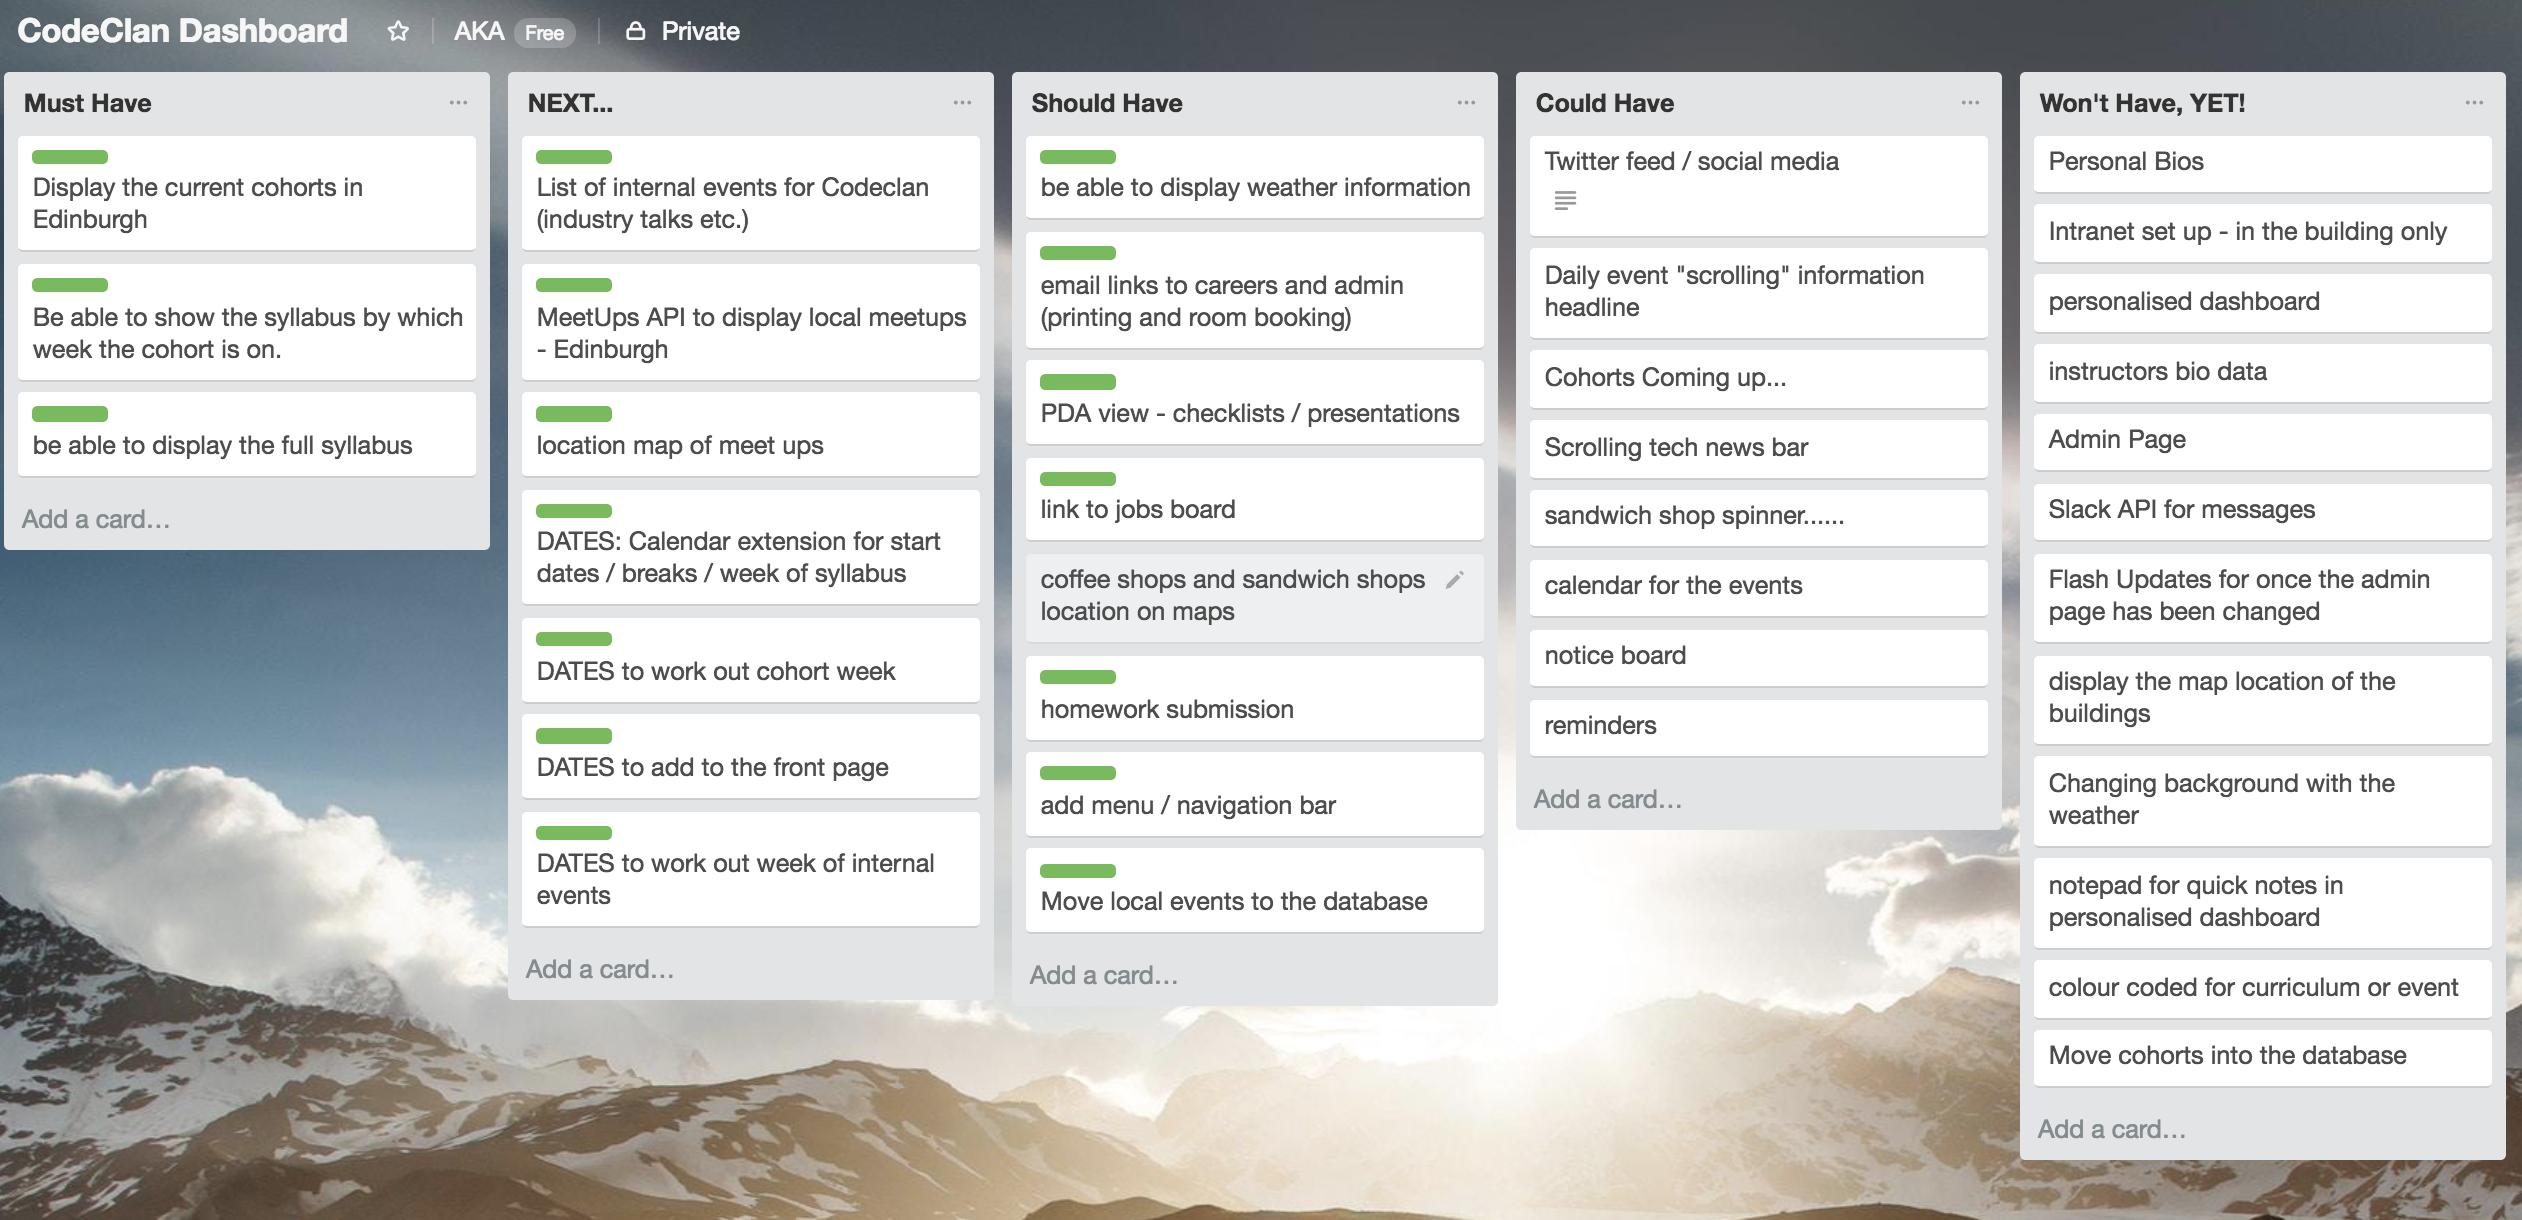 CodeClan Dashboard
AKA
Free
Private
Must Have
Display the current cohorts in
Edinburgh
Be able to show the syllabus by which
week the cohort is on.
be able to display the full syllabus
Add a card...
NEXT...
List of internal events for Codeclan
(industry talks etc.)
MeetUps API to display local meetups
- Edinburgh
location map of meet ups
DATES: Calendar extension for start
dates / breaks / week of syllabus
DATES to work out cohort week
DATES to add to the front page
DATES to work out week of internal
events
Add a card...
Should Have
be able to display weather information
email links to careers and admin
(printing and room booking)
PDA view - checklists / presentations
link to jobs board
coffee shops and sandwich shops
location on maps
homework submission
add menu / navigation bar
Move local events to the database
Add a card...
Could Have
Twitter feed / social media
Daily event "scrolling" information
headline
Cohorts Coming up...
Scrolling tech news bar
sandwich shop spinner......
calendar for the events
notice board
reminders
Add a card...
Won't Have, YET!
Personal Bios
Intranet set up - in the building only
personalised dashboard
instructors bio data
Admin Page
Slack API for messages
Flash Updates for once the admin
page has been changed
display the map location of the
buildings
Changing background with the
weather
notepad for quick notes in
personalised dashboard
colour coded for curriculum or event
Move cohorts into the database
Add a card...